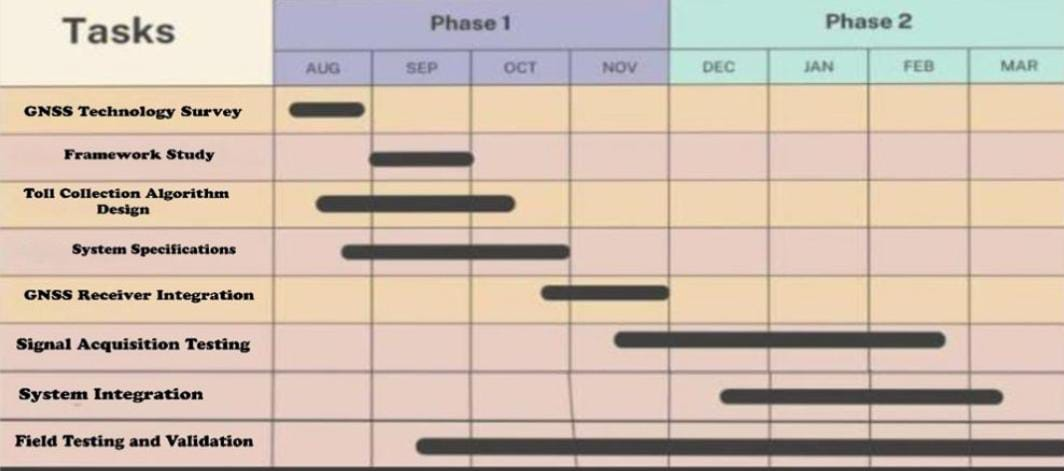 Tasks
Phase 1
Phase 2
AUG
SEP
OCT
NOV
DEC
JAN
FEB
MAR
GNSS Technology Survey
Framework Study
Toll Collection Algorithm
Design
System Specifications
GNSS Receiver Integration
Signal Acquisition Testing
System Integration
Field Testing and Validation